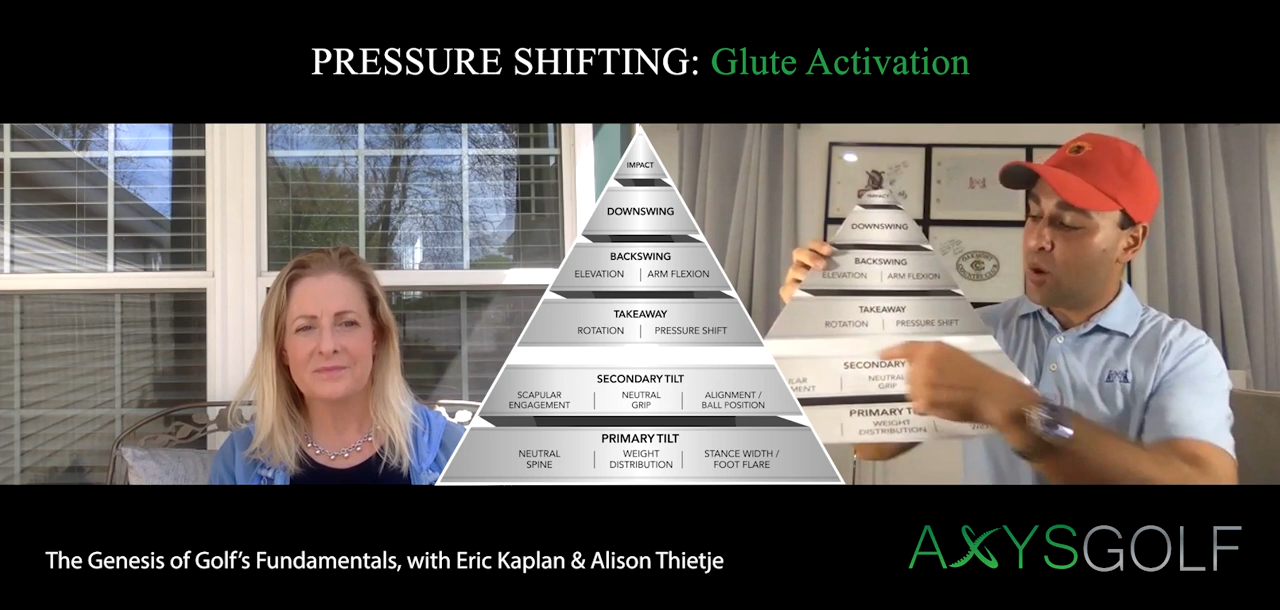 PRESSURE SHIFTING: Glute Activation
IMPACT
DOWNSWING
BACKSWING
ELEVATION | ARM FLEXION
TAKEAWAY
ROTATION | PRESSURE SHIFT
SECONDARY TILT
SCAPULAR ENGAGEMENT | NEUTRAL GRIP | ALIGNMENT / BALL POSITION
PRIMARY TILT
NEUTRAL SPINE | WEIGHT DISTRIBUTION | STANCE WIDTH / FOOT FLARE
IMPACT
DOWNSWING
BACKSWING
ELEVATION | ARM FLEXION
TAKEAWAY
ROTATION | PRESSURE SHIFT
SECONDARY
NEUTRAL
PRIMARY
WEIGHT
DISTRIBUTION
The Genesis of Golf's Fundamentals, with Eric Kaplan & Alison Thietje
AXYSGOLF